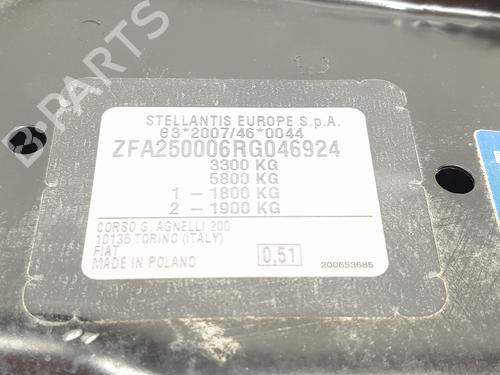 B-PARTS
STELLANTIS EUROPE S.p.A.
e3*2007/46*0044
ZFA250006RG046924
3300 KG
5800 KG
1 - 1800 KG
2 - 1900 KG
CORSO G. AGNELLI 200
10135 TORINO (ITALY)
FIAT
MADE IN POLAND
0.51
200653685